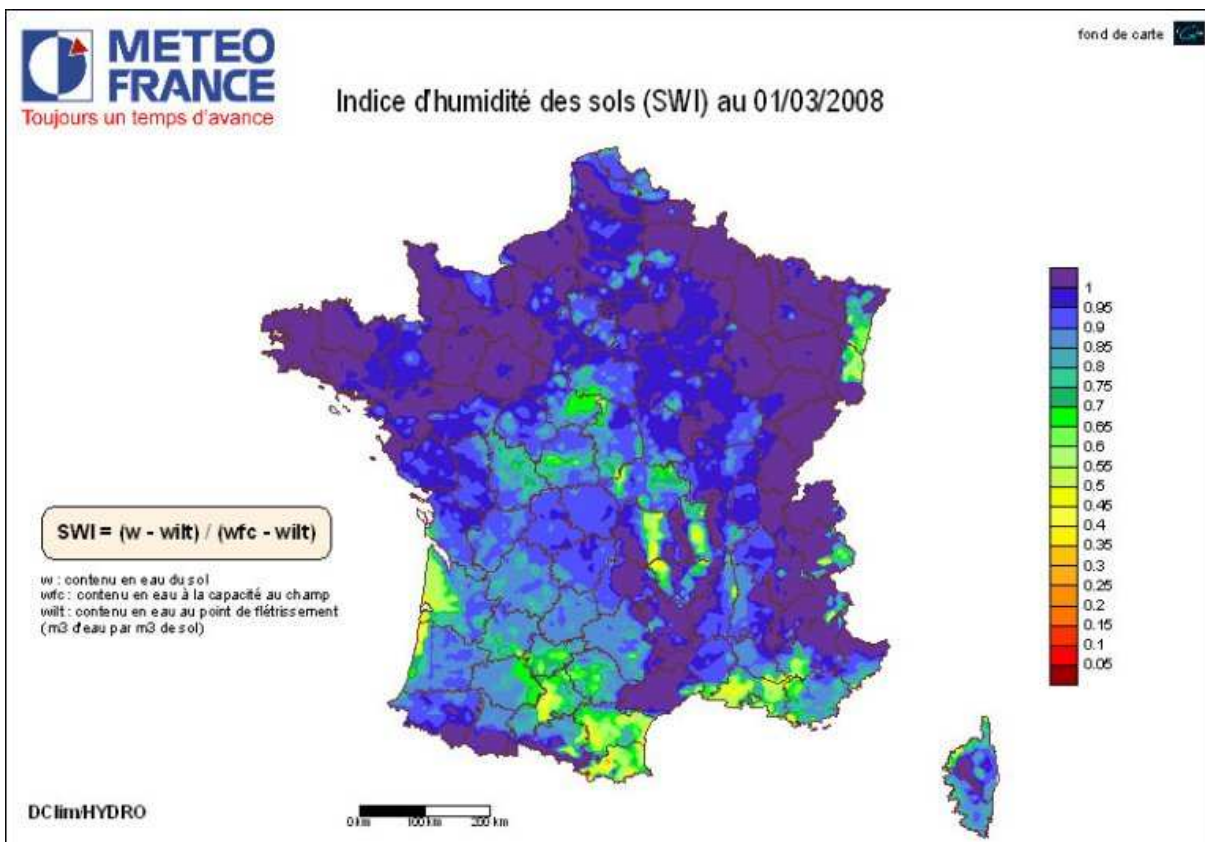 METEO
FRANCE
Toujours un temps d'avance
fond de carte
Indice d'humidité des sols (SWI) au 01/03/2008
1
0.95
0.9
0.85
0.8
0.75
0.7
0.65
0.6
0.55
0.5
0.45
0.4
0.35
0.3
0.25
0.2
0.15
0.1
0.05
SWI = (w - wilt) / (wfc - wilt)
w : contenu en eau du sol
wfc : contenu en eau à la capacité au champ
wilt : contenu en eau au point de flétrissement
(m3 d'eau par m3 de sol)
DClim/HYDRO
0 km 100 km 200 km